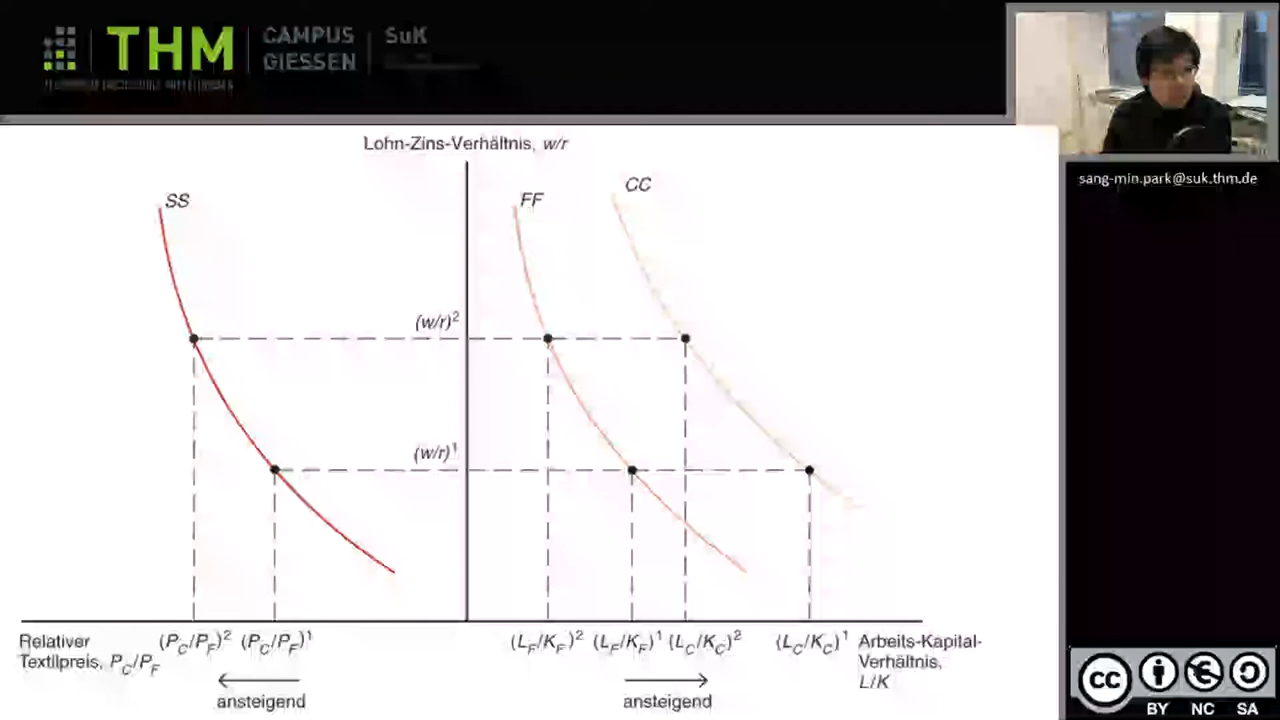 THM
CAMPUS
GIESSEN
SuK
sang-min.park@suk.thm.de
Lohn-Zins-Verhältnis, w/r
SS
FF
CC
(w/r)²
(w/r)¹
Relativer
Textilpreis, P_C/P_F
(P_C/P_F)² (P_C/P_F)¹
ansteigend
(L_F/K_F)² (L_F/K_F)¹ (L_C/K_C)² (L_C/K_C)¹
ansteigend
Arbeits-Kapital-
Verhältnis,
L/K
cc
BY NC SA